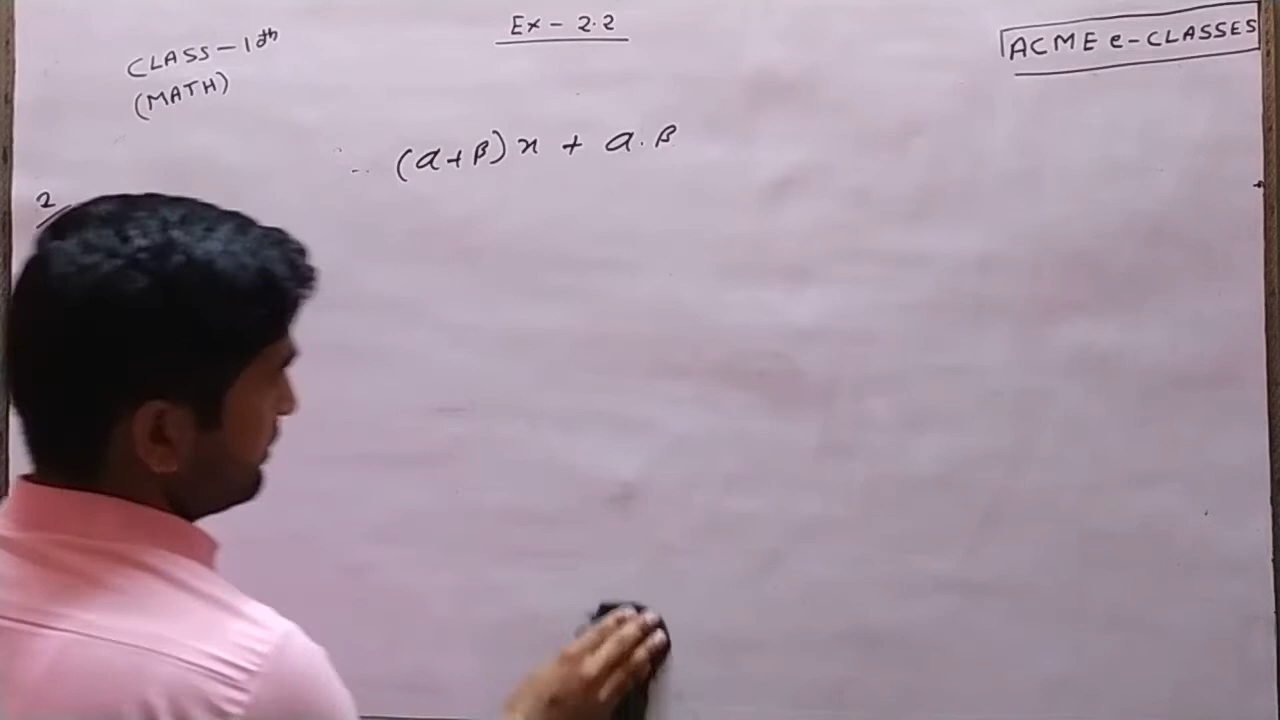 Ex - 2.2
ACME e-CLASSES
CLASS - 10th
(MATH)
(α+β)x + α.β
2